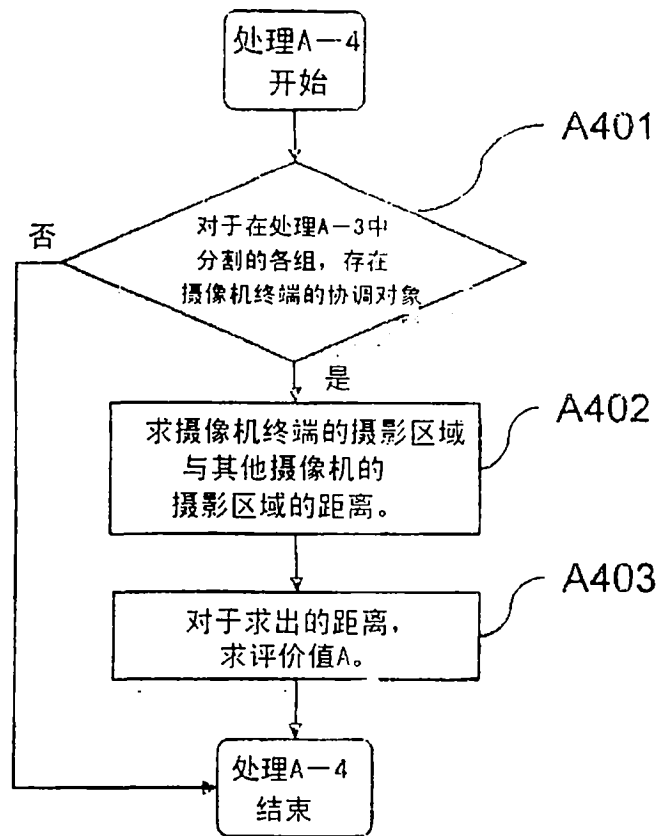 处理A－4
开始
A401
对于在处理A－3中
分割的各组，存在
摄像机终端的协调对象
否
是
A402
求摄像机终端的摄影区域
与其他摄像机的
摄影区域的距离。
A403
对于求出的距离，
求评价值A。
处理A－4
结束